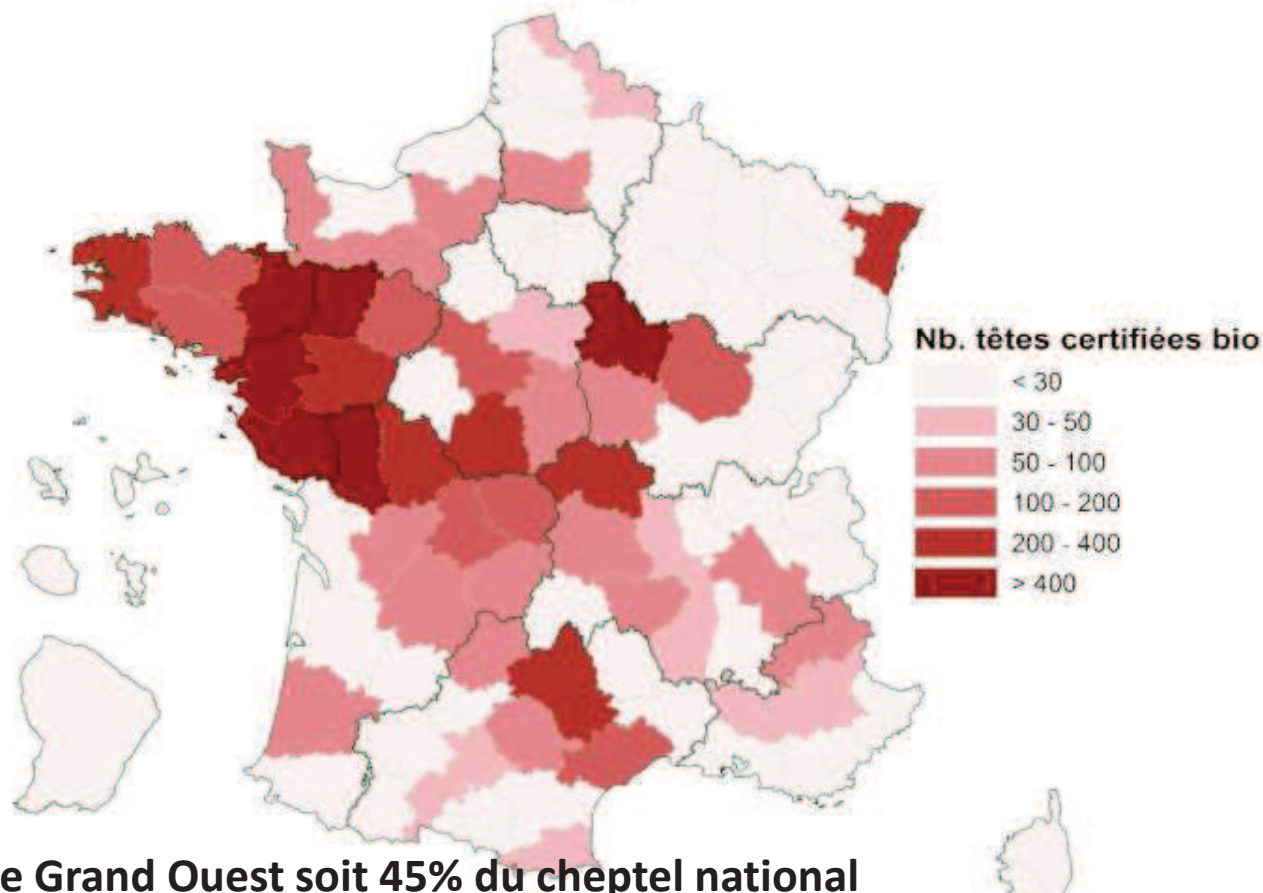 Nb. têtes certifiées bio
< 30
30 - 50
50 - 100
100 - 200
200 - 400
> 400
e Grand Ouest soit 45% du cheptel national